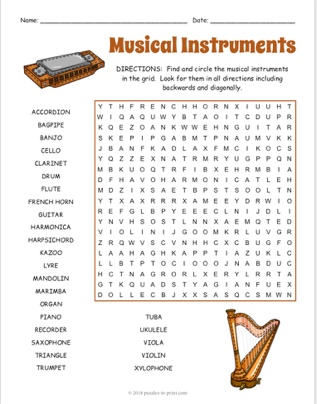 Name: Date:
Musical Instruments
DIRECTIONS: Find and circle the musical instruments
in the grid. Look for them in all directions including
backwards and diagonally.
ACCORDION
BAGPIPE
BANJO
CELLO
CLARINET
DRUM
FLUTE
FRENCH HORN
GUITAR
HARMONICA
HARPSICHORD
KAZOO
LYRE
MANDOLIN
MARIMBA
ORGAN
PIANO
RECORDER
SAXOPHONE
TRIANGLE
TRUMPET
TUBA
UKULELE
VIOLA
VIOLIN
XYLOPHONE
Y T H F R E N C H H O R N X I U U H T
W I Q A Q U W Y B T A O I T C D U P R
K Q E Z O A N K W W E H N G U I T A R
S K E P I P G A B M T P N A U M V K K
J B A N F K A D L A X F M C I K O C S
Y Q Z Z E X N A T R M R Y U G P P Q N
M B K U O Q T R F I B X E H R M B I A
D F H A V O H A R M O N I C A T L E H
M D Z I X S A E T B P S T S O O L T N
Y T X A X R R R X A M E E Y D R W I O
R E F G L B P Y E E E C L N I J D L I
Y N V H S O S T L N N X A E M Q T E D
V I O L I N I J G O O M K R L U V G R
Z R Q W V S C V N H H C X C B U G F O
L A A H A G H K A P P T I A Z U K L C
L L B T P T O C I O O O J N A B D U C
H C T N A G R O R L X E R Y L R R T A
G T K Q U A D S T Y A G I A N F U E X
D O L L E C B J X X S A S Q C S M W N
© 2018 puzzles-to-print.com